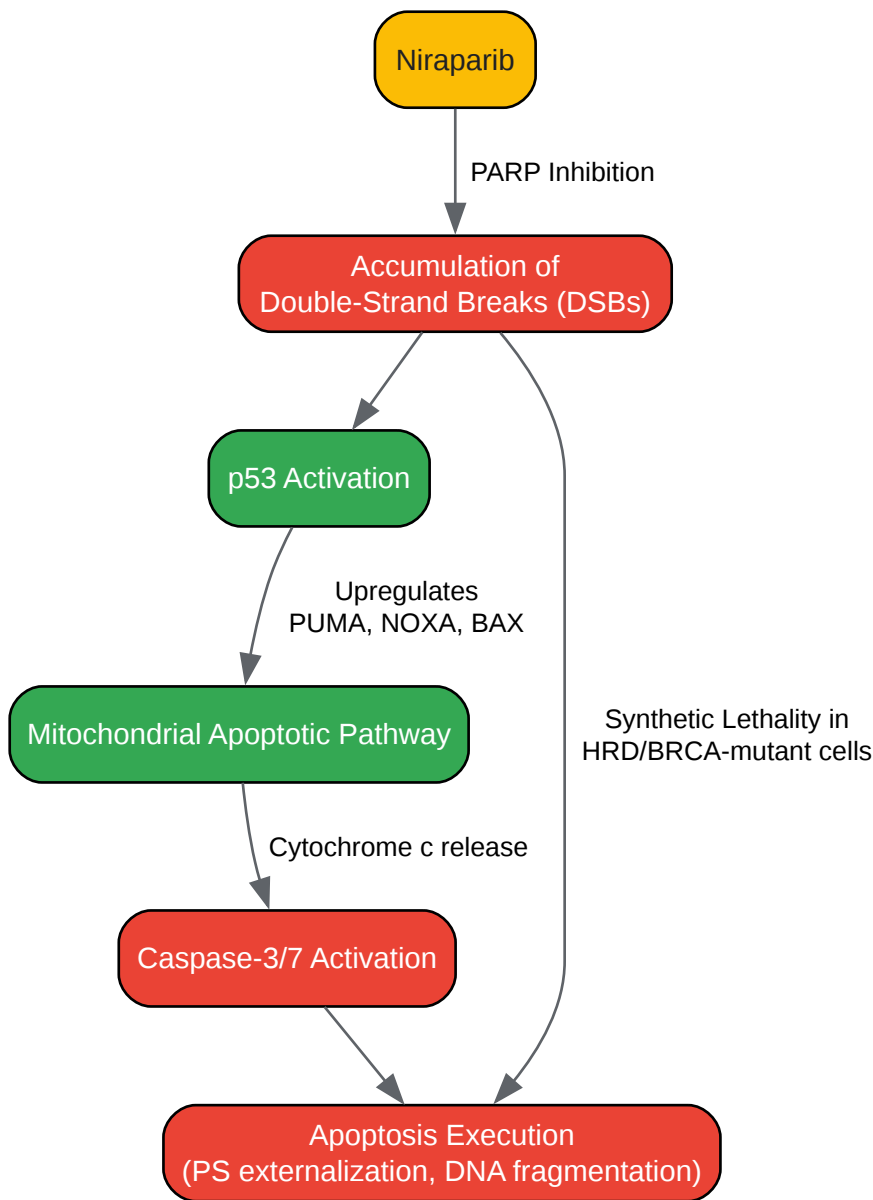 Niraparib
PARP Inhibition
Accumulation of
Double-Strand Breaks (DSBs)
p53 Activation
Upregulates
PUMA, NOXA, BAX
Mitochondrial Apoptotic Pathway
Synthetic Lethality in
HRD/BRCA-mutant cells
Cytochrome c release
Caspase-3/7 Activation
Apoptosis Execution
(PS externalization, DNA fragmentation)